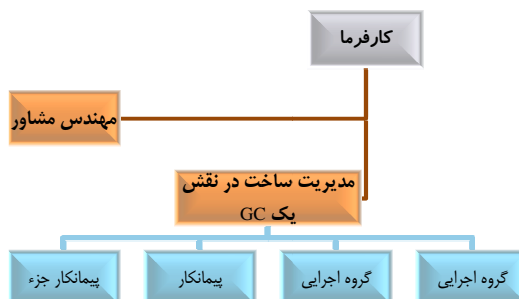 کارفرما
مهندس مشاور
مدیریت ساخت در نقش
یک GC
گروه اجرایی
گروه اجرایی
پیمانکار
پیمانکار جزء